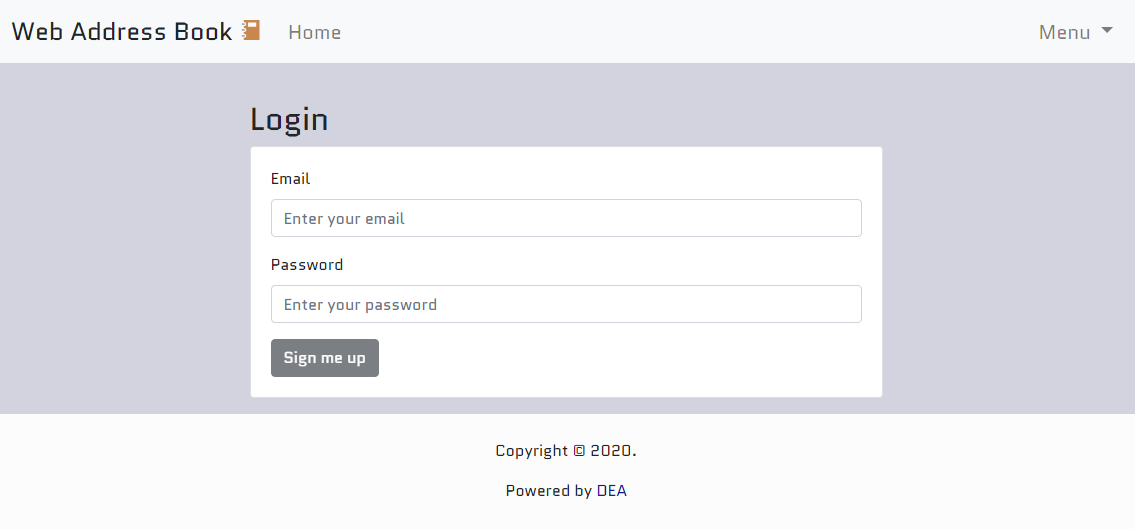 Web Address Book Home Menu
Login
Email
Enter your email
Password
Enter your password
Sign me up
Copyright © 2020.
Powered by DEA